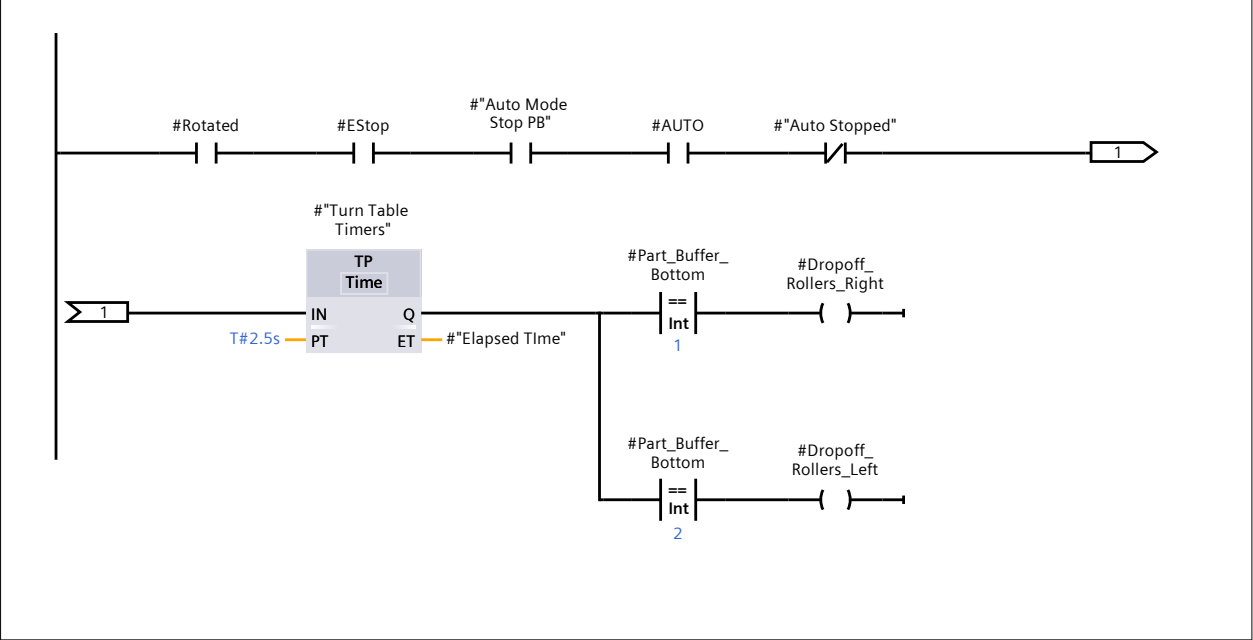 #Rotated
#EStop
#"Auto Mode
Stop PB"
#AUTO
#"Auto Stopped"
1
#"Turn Table
Timers"
TP
Time
1
IN
Q
T#2.5s
PT
ET
#"Elapsed TIme"
#Part_Buffer_
Bottom
==
Int
1
#Dropoff_
Rollers_Right
#Part_Buffer_
Bottom
==
Int
2
#Dropoff_
Rollers_Left